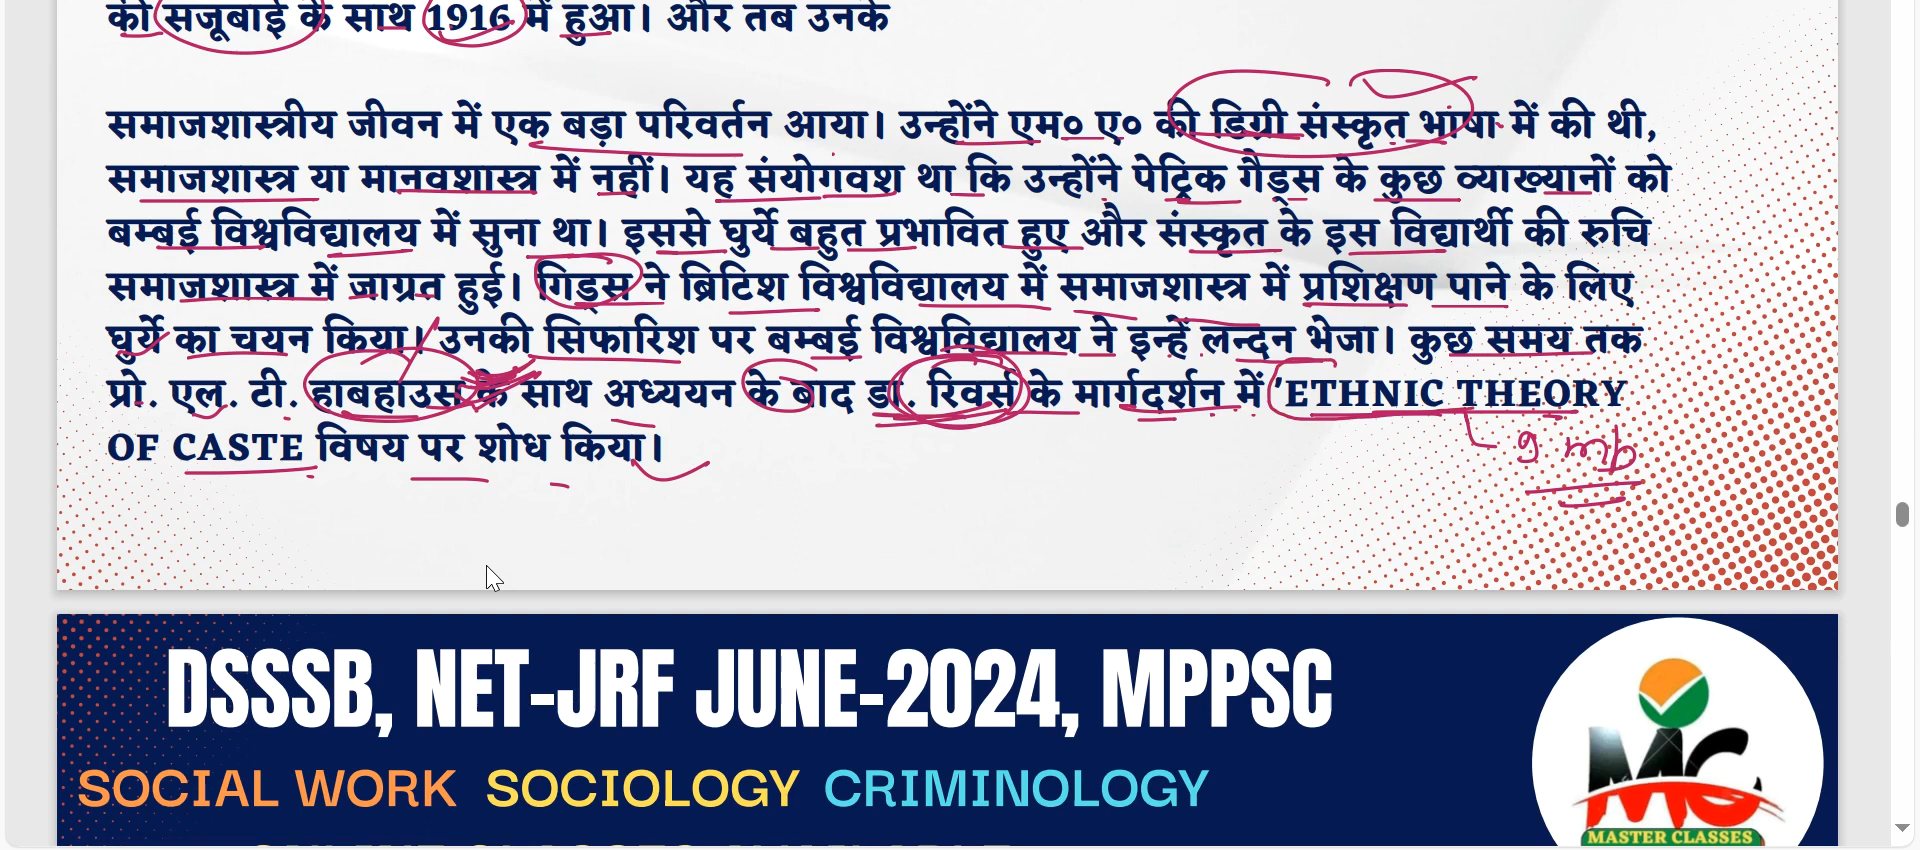 की सजूबाई के साथ 1916 में हुआ। और तब उनके
समाजशास्त्रीय जीवन में एक बड़ा परिवर्तन आया। उन्होंने एम० ए० की डिग्री संस्कृत भाषा में की थी,
समाजशास्त्र या मानवशास्त्र में नहीं। यह संयोगवश था कि उन्होंने पेट्रिक गैड्स के कुछ व्याख्यानों को
बम्बई विश्वविद्यालय में सुना था। इससे घुर्ये बहुत प्रभावित हुए और संस्कृत के इस विद्यार्थी की रुचि
समाजशास्त्र में जाग्रत हुई। गिड्स ने ब्रिटिश विश्वविद्यालय में समाजशास्त्र में प्रशिक्षण पाने के लिए
घुर्ये का चयन किया। उनकी सिफारिश पर बम्बई विश्वविद्यालय ने इन्हें लन्दन भेजा। कुछ समय तक
प्रो. एल. टी. हाबहाउस के साथ अध्ययन के बाद डा. रिवर्स के मार्गदर्शन में 'ETHNIC THEORY
OF CASTE विषय पर शोध किया।
DSSSB, NET-JRF JUNE-2024, MPPSC
SOCIAL WORK SOCIOLOGY CRIMINOLOGY
MC
MASTER CLASSES